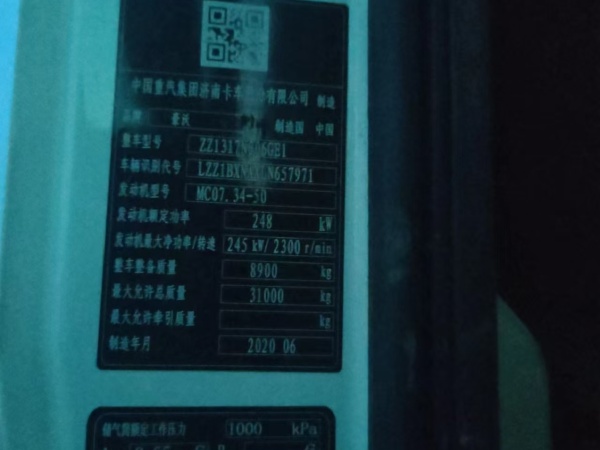 中国重汽集团济南卡车 有限公司 制造
品牌 豪沃 制造国 中国
整车型号 6GE1
车辆识别代号 N657971
发动机型号 MC07.34-50
发动机额定功率 248 kW
发动机最大净功率/转速 245 kW/ 2300 r/min
整车整备质量 8900 kg
最大允许总质量 31000 kg
最大允许牵引质量 kg
制造年月 2020 06
储气筒额定工作压力 1000 kPa